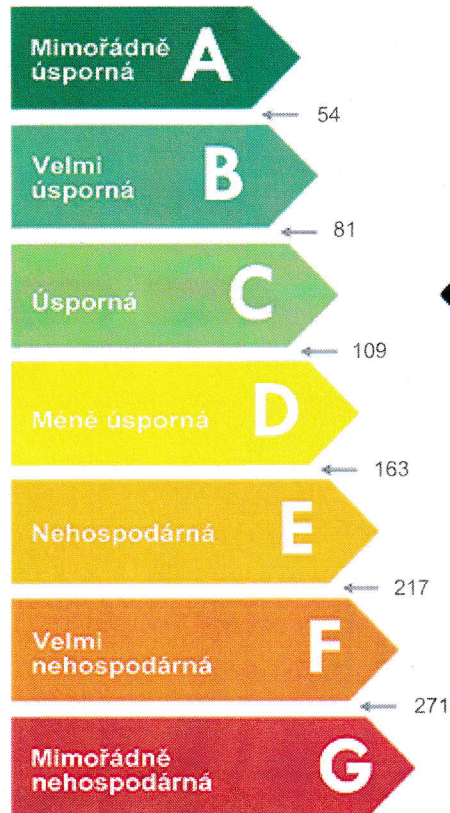 Mimořádně
úsporná
A
54
Velmi
úsporná
B
81
Úsporná
C
109
Méně úsporná
D
163
Nehospodárná
E
217
Velmi
nehospodárná
F
271
Mimořádně
nehospodárná
G